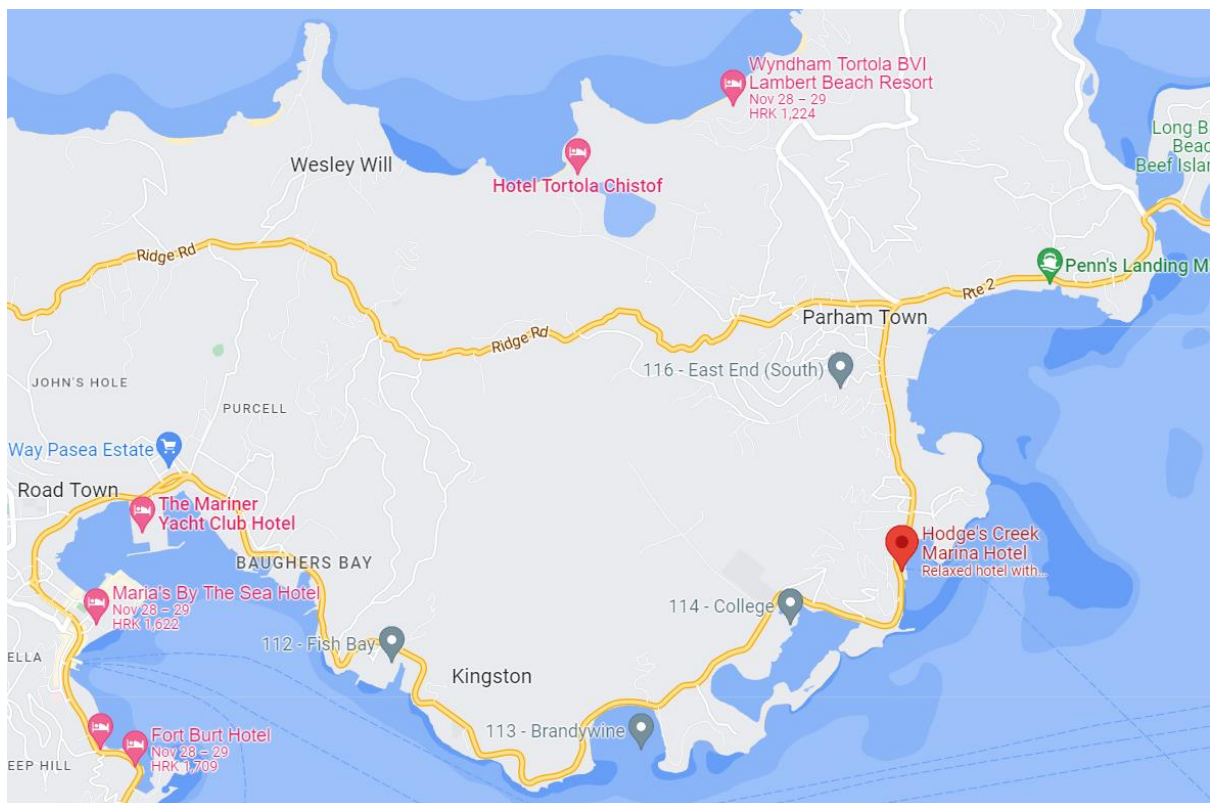 Wyndham Tortola BVI
Lambert Beach Resort
Nov 28 – 29
HRK 1,224
Long B
Beac
Beef Islan
Wesley Will
Hotel Tortola Chistof
Ridge Rd
Penn's Landing M
Rte 2
Parham Town
Ridge Rd
116 - East End (South)
JOHN'S HOLE
PURCELL
Way Pasea Estate
Road Town
The Mariner
Yacht Club Hotel
Hodge's Creek
Marina Hotel
Relaxed hotel with...
BAUGHERS BAY
Maria's By The Sea Hotel
Nov 28 – 29
HRK 1,622
114 - College
112 - Fish Bay
ELLA
Kingston
113 - Brandywine
Fort Burt Hotel
Nov 28 – 29
HRK 1,709
EEP HILL